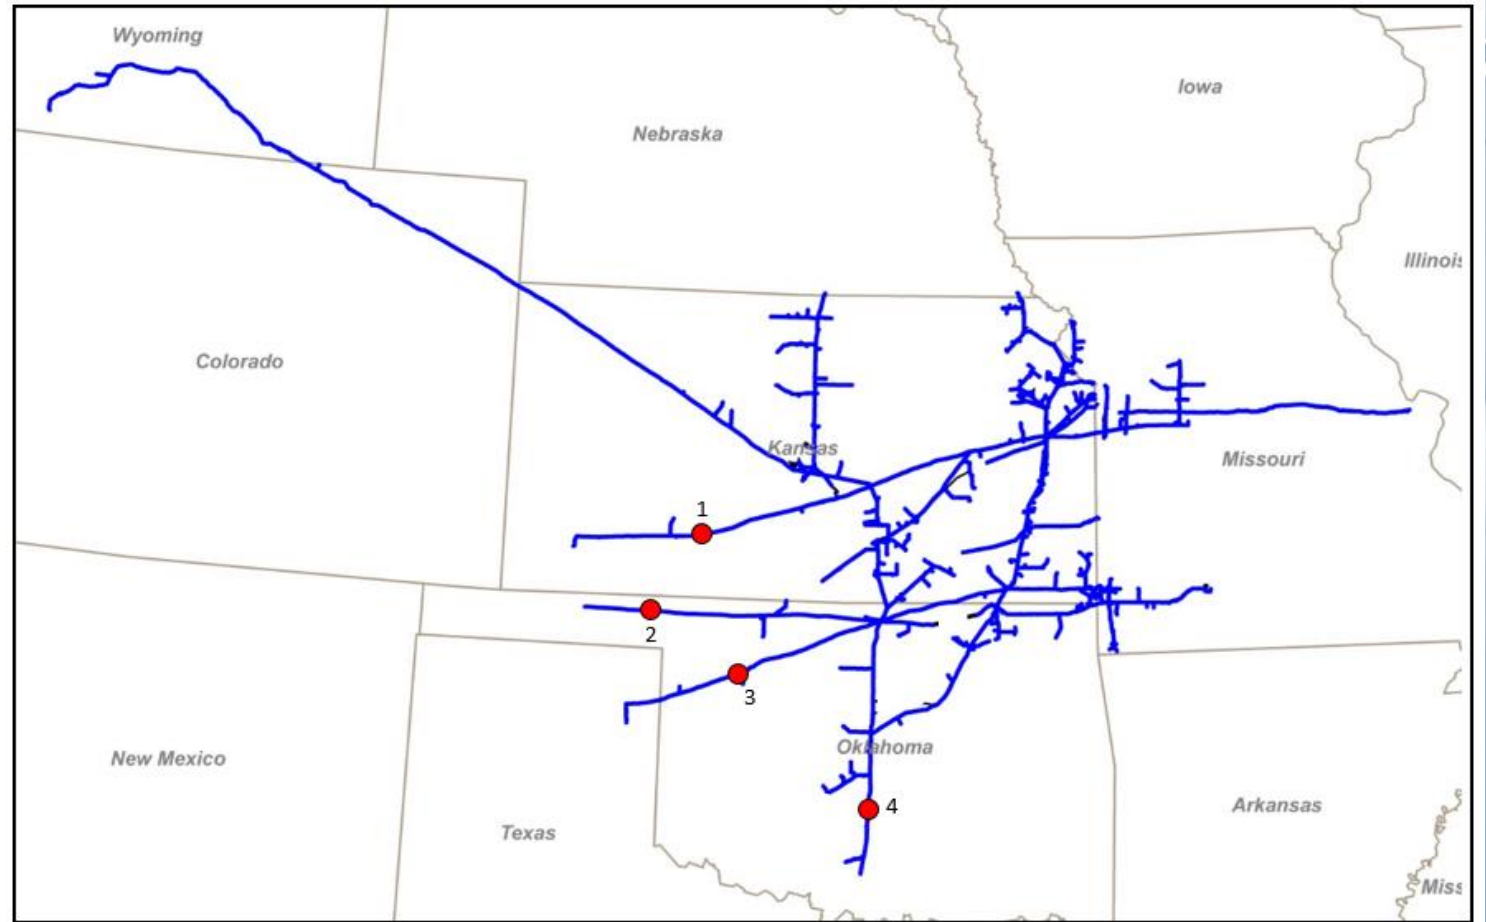 Wyoming
Iowa
Nebraska
Illinois
Colorado
Kansas
Missouri
1
2
3
New Mexico
Oklahoma
4
Arkansas
Texas
Miss